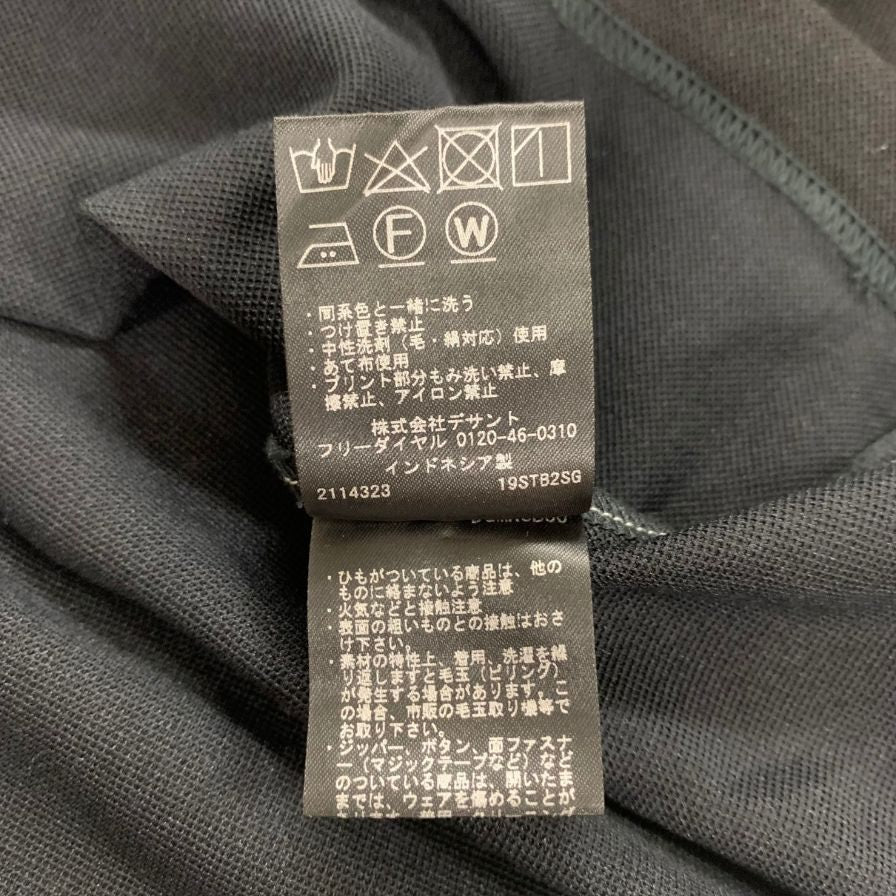 F W
・同系色と一緒に洗う
・つけ置き禁止
・中性洗剤（毛・絹対応）使用
・あて布使用
・プリント部分もみ洗い禁止、摩
擦禁止、アイロン禁止
株式会社デサント
フリーダイヤル 0120-46-0310
インドネシア製
2114323 19STB2SG
・ひもがついている商品は、他の
ものに絡まないよう注意
・火気などと接触注意
・表面の粗いものとの接触はおさ
け下さい。
・素材の特性上、着用、洗濯を繰
り返しますと毛玉（ピリング）
が発生する場合があります。こ
の場合、市販の毛玉取り機等で
お取り下さい。
・ジッパー、ボタン、面ファスナ
ー（マジックテープなど）など
のついている商品は、開いたま
までは、ウェアを傷めることが